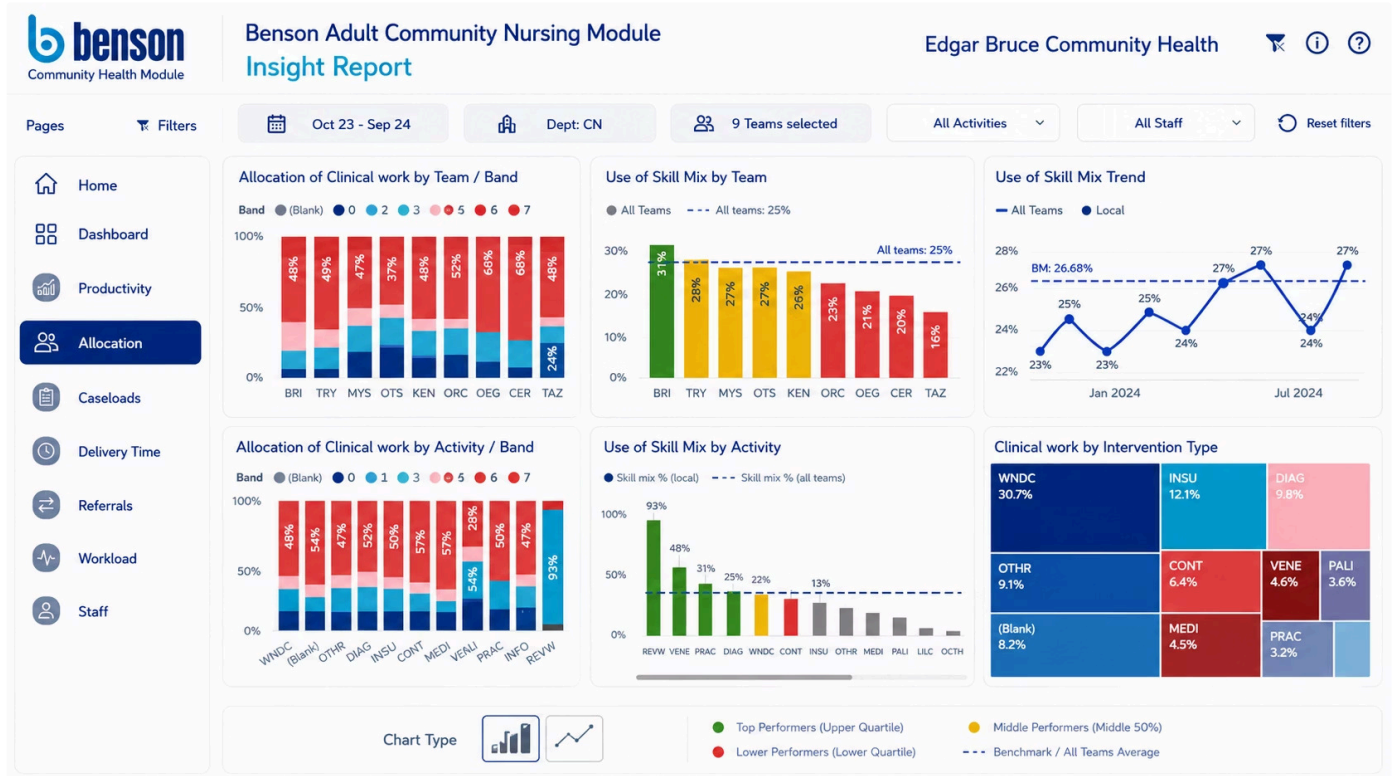 benson
Community Health Module
Benson Adult Community Nursing Module
Insight Report
Edgar Bruce Community Health
Pages
Filters
Oct 23 - Sep 24
Dept: CN
9 Teams selected
All Activities
All Staff
Reset filters
Home
Dashboard
Productivity
Allocation
Caseloads
Delivery Time
Referrals
Workload
Staff
Allocation of Clinical work by Team / Band
Band (Blank) 0 2 3 5 6 7
100%
50%
0%
48% 49% 47% 37% 48% 52% 68% 68% 48%
24%
BRI TRY MYS OTS KEN ORC OEG CER TAZ
Use of Skill Mix by Team
All Teams All teams: 25%
All teams: 25%
30%
20%
10%
0%
31% 28% 27% 27% 26% 23% 21% 20% 16%
BRI TRY MYS OTS KEN ORC OEG CER TAZ
Use of Skill Mix Trend
All Teams Local
28%
26%
24%
22%
BM: 26.68%
23% 25% 23% 25% 24% 27% 27% 24% 24% 27%
Jan 2024 Jul 2024
Allocation of Clinical work by Activity / Band
Band (Blank) 0 1 3 5 6 7
100%
50%
0%
48% 54% 47% 52% 50% 57% 57% 28% 50% 47% 93%
54%
WNDC (Blank) OTHR DIAG INSU CONT MEDI VENU PRAC INFO REVW
Use of Skill Mix by Activity
Skill mix % (local) Skill mix % (all teams)
100%
50%
0%
93% 48% 31% 25% 22% 13%
REVW VENE PRAC DIAG WNDC CONT INSU OTHR MEDI PALI LILC OCTH
Clinical work by Intervention Type
WNDC
30.7%
INSU
12.1%
DIAG
9.8%
OTHR
9.1%
CONT
6.4%
VENE
4.6%
PALI
3.6%
(Blank)
8.2%
MEDI
4.5%
PRAC
3.2%
Chart Type
Top Performers (Upper Quartile)
Middle Performers (Middle 50%)
Lower Performers (Lower Quartile)
Benchmark / All Teams Average